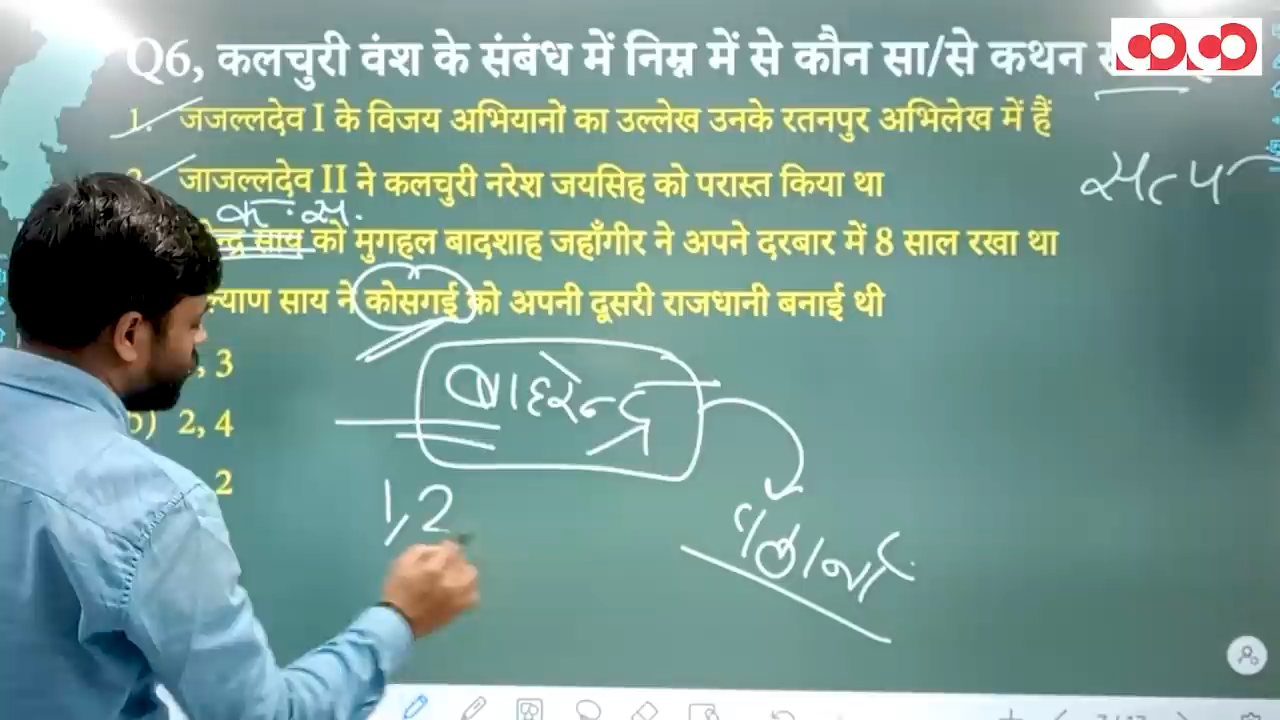 Q6, कलचुरी वंश के संबंध में निम्न में से कौन सा/से कथन
1. जजल्लदेव I के विजय अभियानों का उल्लेख उनके रतनपुर अभिलेख में हैं
सत्य
जाजल्लदेव II ने कलचुरी नरेश जयसिह को परास्त किया था
क. सा.
साय को मुगहल बादशाह जहाँगीर ने अपने दरबार में 8 साल रखा था
ल्याण साय ने कोसगई को अपनी दूसरी राजधानी बनाई थी
, 3
बाहरेन्द्र
b) 2, 4
, 2
1,2